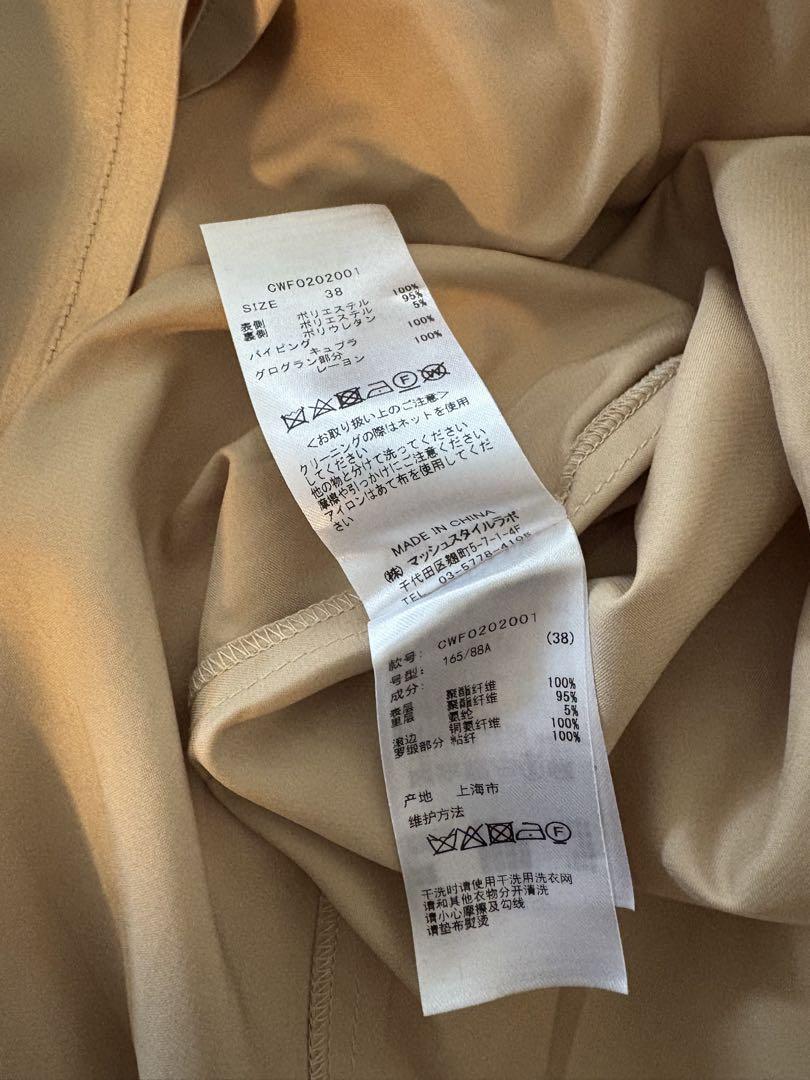 CWF0202001
SIZE 38
表側 ポリエステル 100%
裏側 ポリエステル 95%
ポリウレタン 5%
パイピング
キュプラ 100%
グログラン部分
レーヨン 100%
<お取り扱い上のご注意>
クリーニングの際はネットを使用
してください
他の物と分けて洗ってください
摩擦や引っかけにご注意ください
アイロンはあて布を使用してくだ
さい
MADE IN CHINA
(株)マッシュスタイルラボ
千代田区麹町5-7-1-4F
TEL 03-5778-4195
款号: CWF0202001
号型: 165/88A (38)
成分:
表层 聚酯纤维 100%
里层 聚酯纤维 95%
氨纶 5%
滚边 铜氨纤维 100%
罗缎部分 粘纤 100%
产地 上海市
维护方法
干洗时请使用干洗用洗衣网
请和其他衣物分开清洗
请小心摩擦及勾线
请垫布熨烫